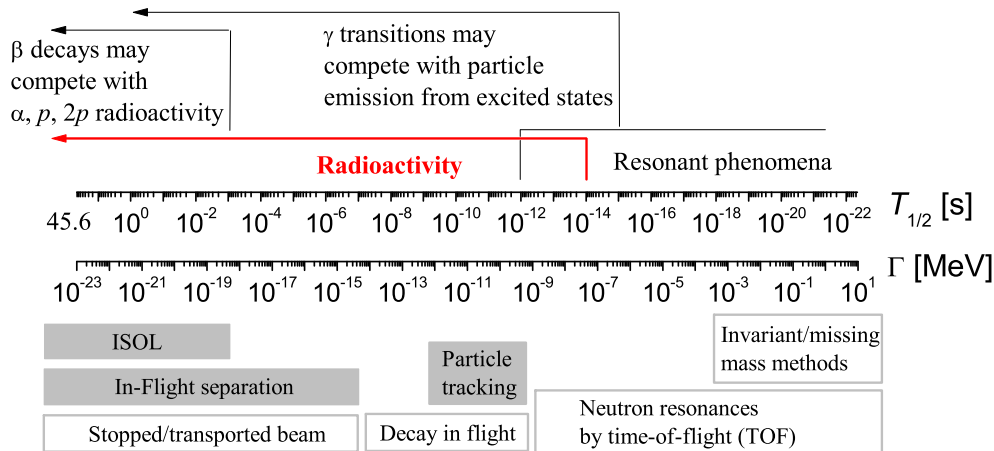 γ transitions may
compete with particle
emission from excited states
β decays may
compete with
α, p, 2p radioactivity
Radioactivity
Resonant phenomena
45.6 10⁰ 10⁻² 10⁻⁴ 10⁻⁶ 10⁻⁸ 10⁻¹⁰ 10⁻¹² 10⁻¹⁴ 10⁻¹⁶ 10⁻¹⁸ 10⁻²⁰ 10⁻²² T₁/₂ [s]
10⁻²³ 10⁻²¹ 10⁻¹⁹ 10⁻¹⁷ 10⁻¹⁵ 10⁻¹³ 10⁻¹¹ 10⁻⁹ 10⁻⁷ 10⁻⁵ 10⁻³ 10⁻¹ 10¹ Γ [MeV]
ISOL
In-Flight separation
Stopped/transported beam
Particle
tracking
Decay in flight
Invariant/missing
mass methods
Neutron resonances
by time-of-flight (TOF)